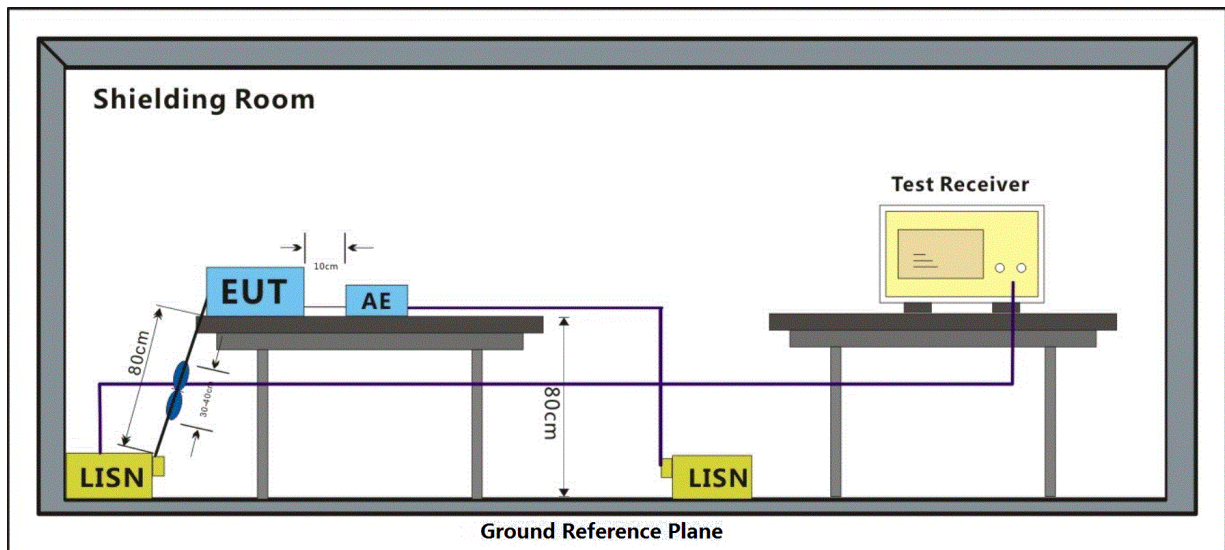 Shielding Room
Test Receiver
10cm
EUT
AE
80cm
30-40cm
80cm
LISN
LISN
Ground Reference Plane